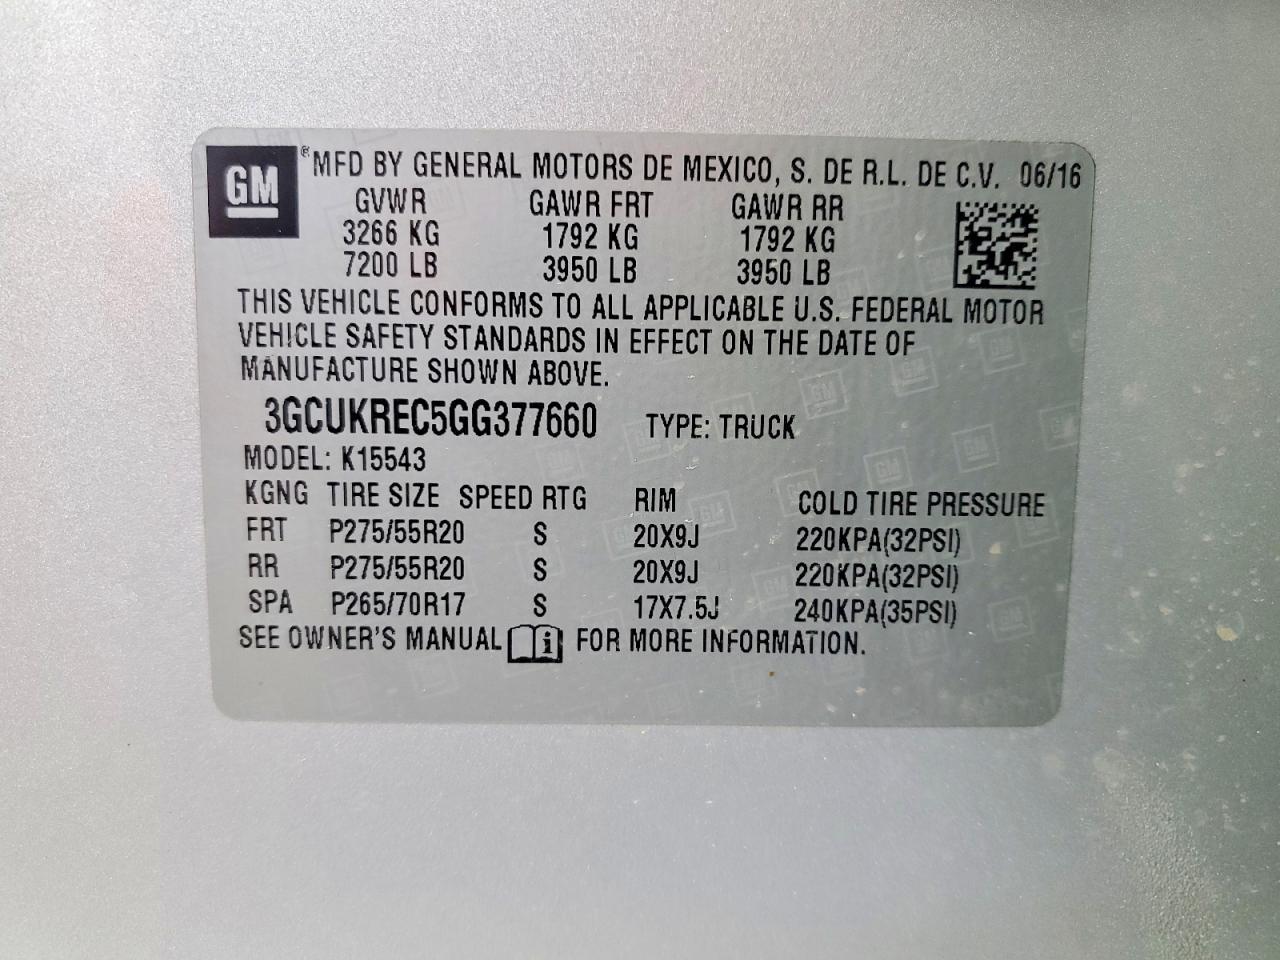 GM ® MFD BY GENERAL MOTORS DE MEXICO, S. DE R.L. DE C.V. 06/16
GVWR GAWR FRT GAWR RR
3266 KG 1792 KG 1792 KG
7200 LB 3950 LB 3950 LB
THIS VEHICLE CONFORMS TO ALL APPLICABLE U.S. FEDERAL MOTOR
VEHICLE SAFETY STANDARDS IN EFFECT ON THE DATE OF
MANUFACTURE SHOWN ABOVE.
3GCUKREC5GG377660 TYPE: TRUCK
MODEL: K15543
KGNG TIRE SIZE SPEED RTG RIM COLD TIRE PRESSURE
FRT P275/55R20 S 20X9J 220KPA(32PSI)
RR P275/55R20 S 20X9J 220KPA(32PSI)
SPA P265/70R17 S 17X7.5J 240KPA(35PSI)
SEE OWNER'S MANUAL i FOR MORE INFORMATION.